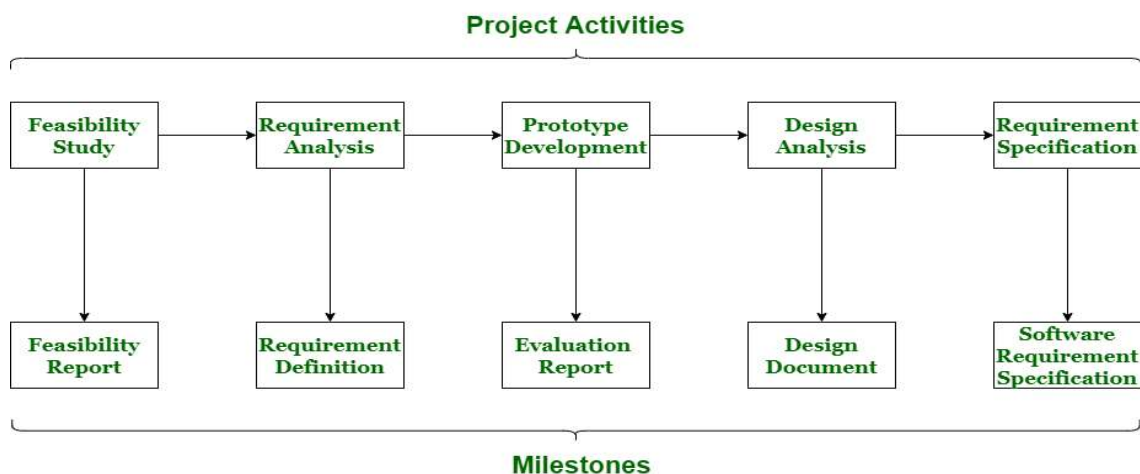 Project Activities
Feasibility
Study
Requirement
Analysis
Prototype
Development
Design
Analysis
Requirement
Specification
Feasibility
Report
Requirement
Definition
Evaluation
Report
Design
Document
Software
Requirement
Specification
Milestones